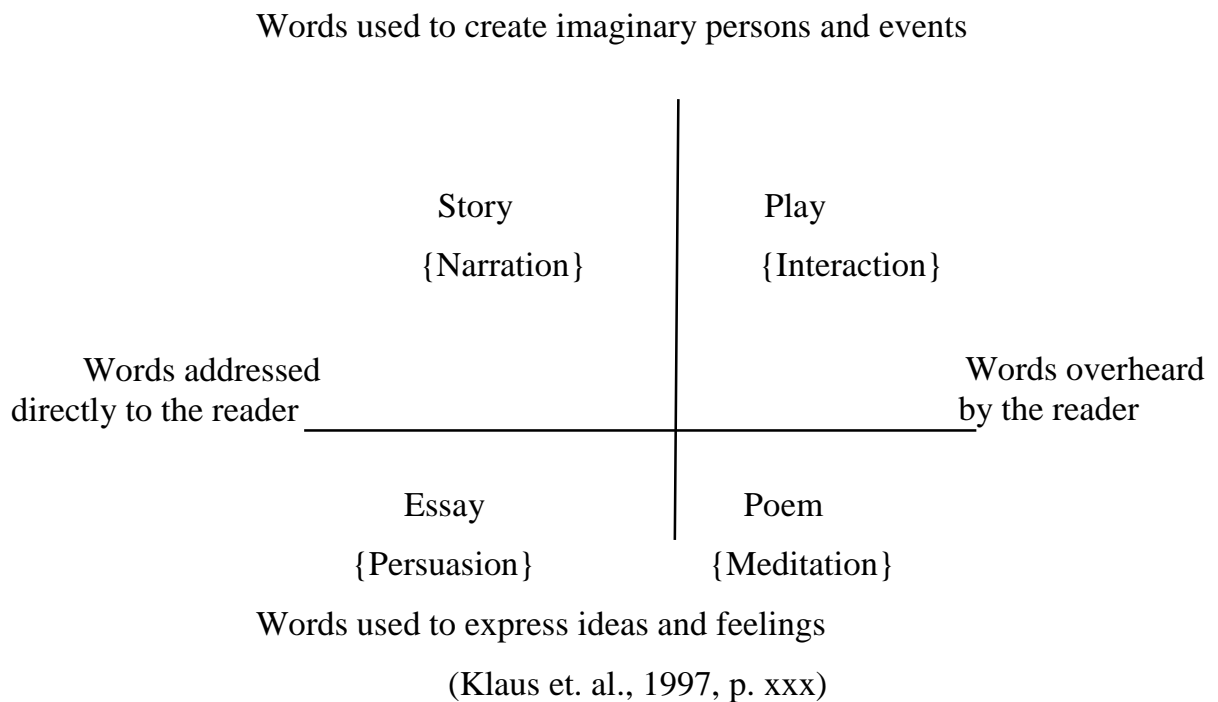 Words used to create imaginary persons and events
Story Play
{Narration} {Interaction}
Words addressed
directly to the reader
Words overheard
by the reader
Essay Poem
{Persuasion} {Meditation}
Words used to express ideas and feelings
(Klaus et. al., 1997, p. xxx)